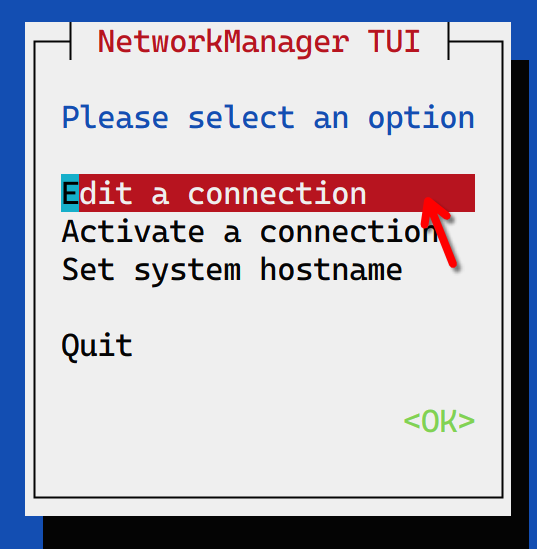 NetworkManager TUI
Please select an option
Edit a connection
Activate a connection
Set system hostname
Quit
<OK>